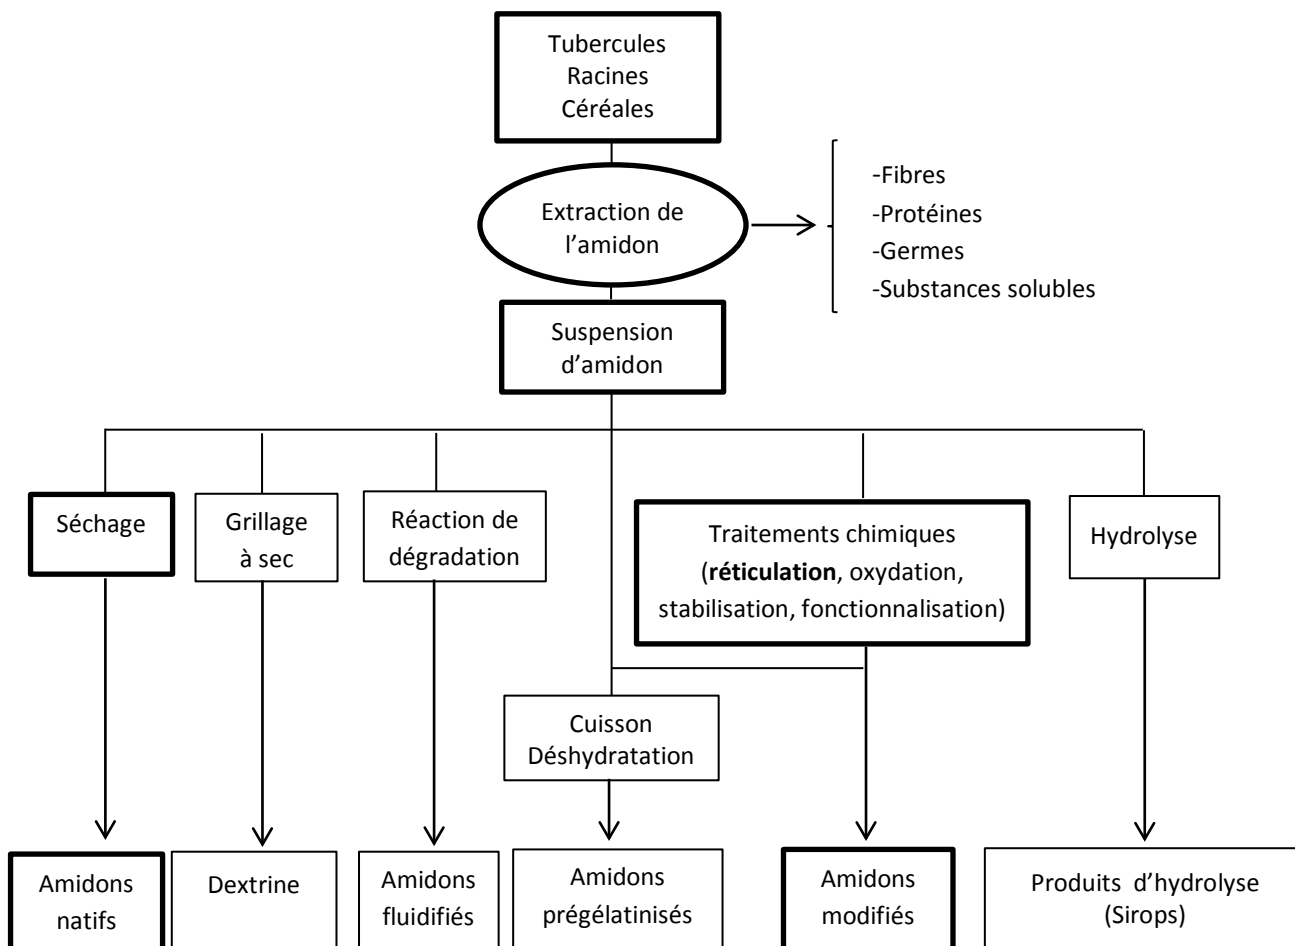 Tubercules
Racines
Céréales
Extraction de
l’amidon
-Fibres
-Protéines
-Germes
-Substances solubles
Suspension
d’amidon
Séchage
Grillage
à sec
Réaction de
dégradation
Traitements chimiques
(réticulation, oxydation,
stabilisation, fonctionnalisation)
Hydrolyse
Cuisson
Déshydratation
Amidons
natifs
Dextrine
Amidons
fluidifiés
Amidons
prégélatinisés
Amidons
modifiés
Produits d’hydrolyse
(Sirops)